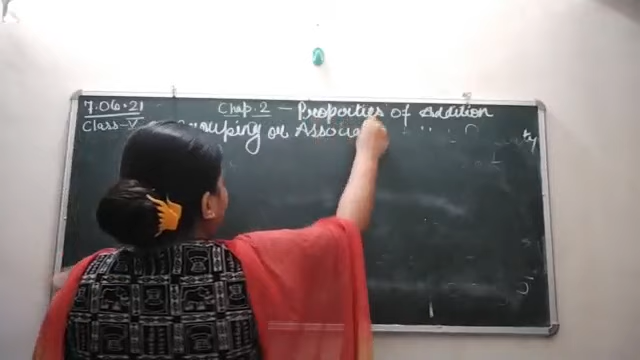 7.06.21 Chap. 2 — Properties of Addition
Class-V Grouping or Associa